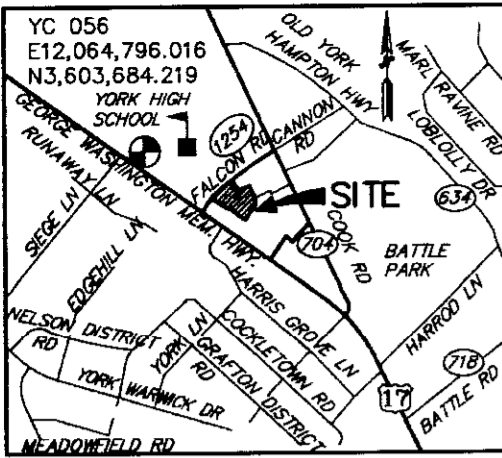 YC 056
E12,064,796.016
N3,603,684.219
YORK HIGH
SCHOOL
OLD YORK
HAMPTON HWY
MARL RAVINE RD
LOBLOLLY DR
634
1254
FALCON RD
CANNON
RD
GEORGE WASHINGTON MEM. HWY.
RUNAWAY LN
SIEGE LN
EDGEHILL LN
SITE
704
COOK RD
BATTLE
PARK
HARRIS GROVE LN
HARROD LN
NELSON DISTRICT
RD
YORK LN
COCKLETOWN RD
GRAFTON DISTRICT
RD
YORK WARWICK DR
718
17
BATTLE RD
MEADOWFIELD RD